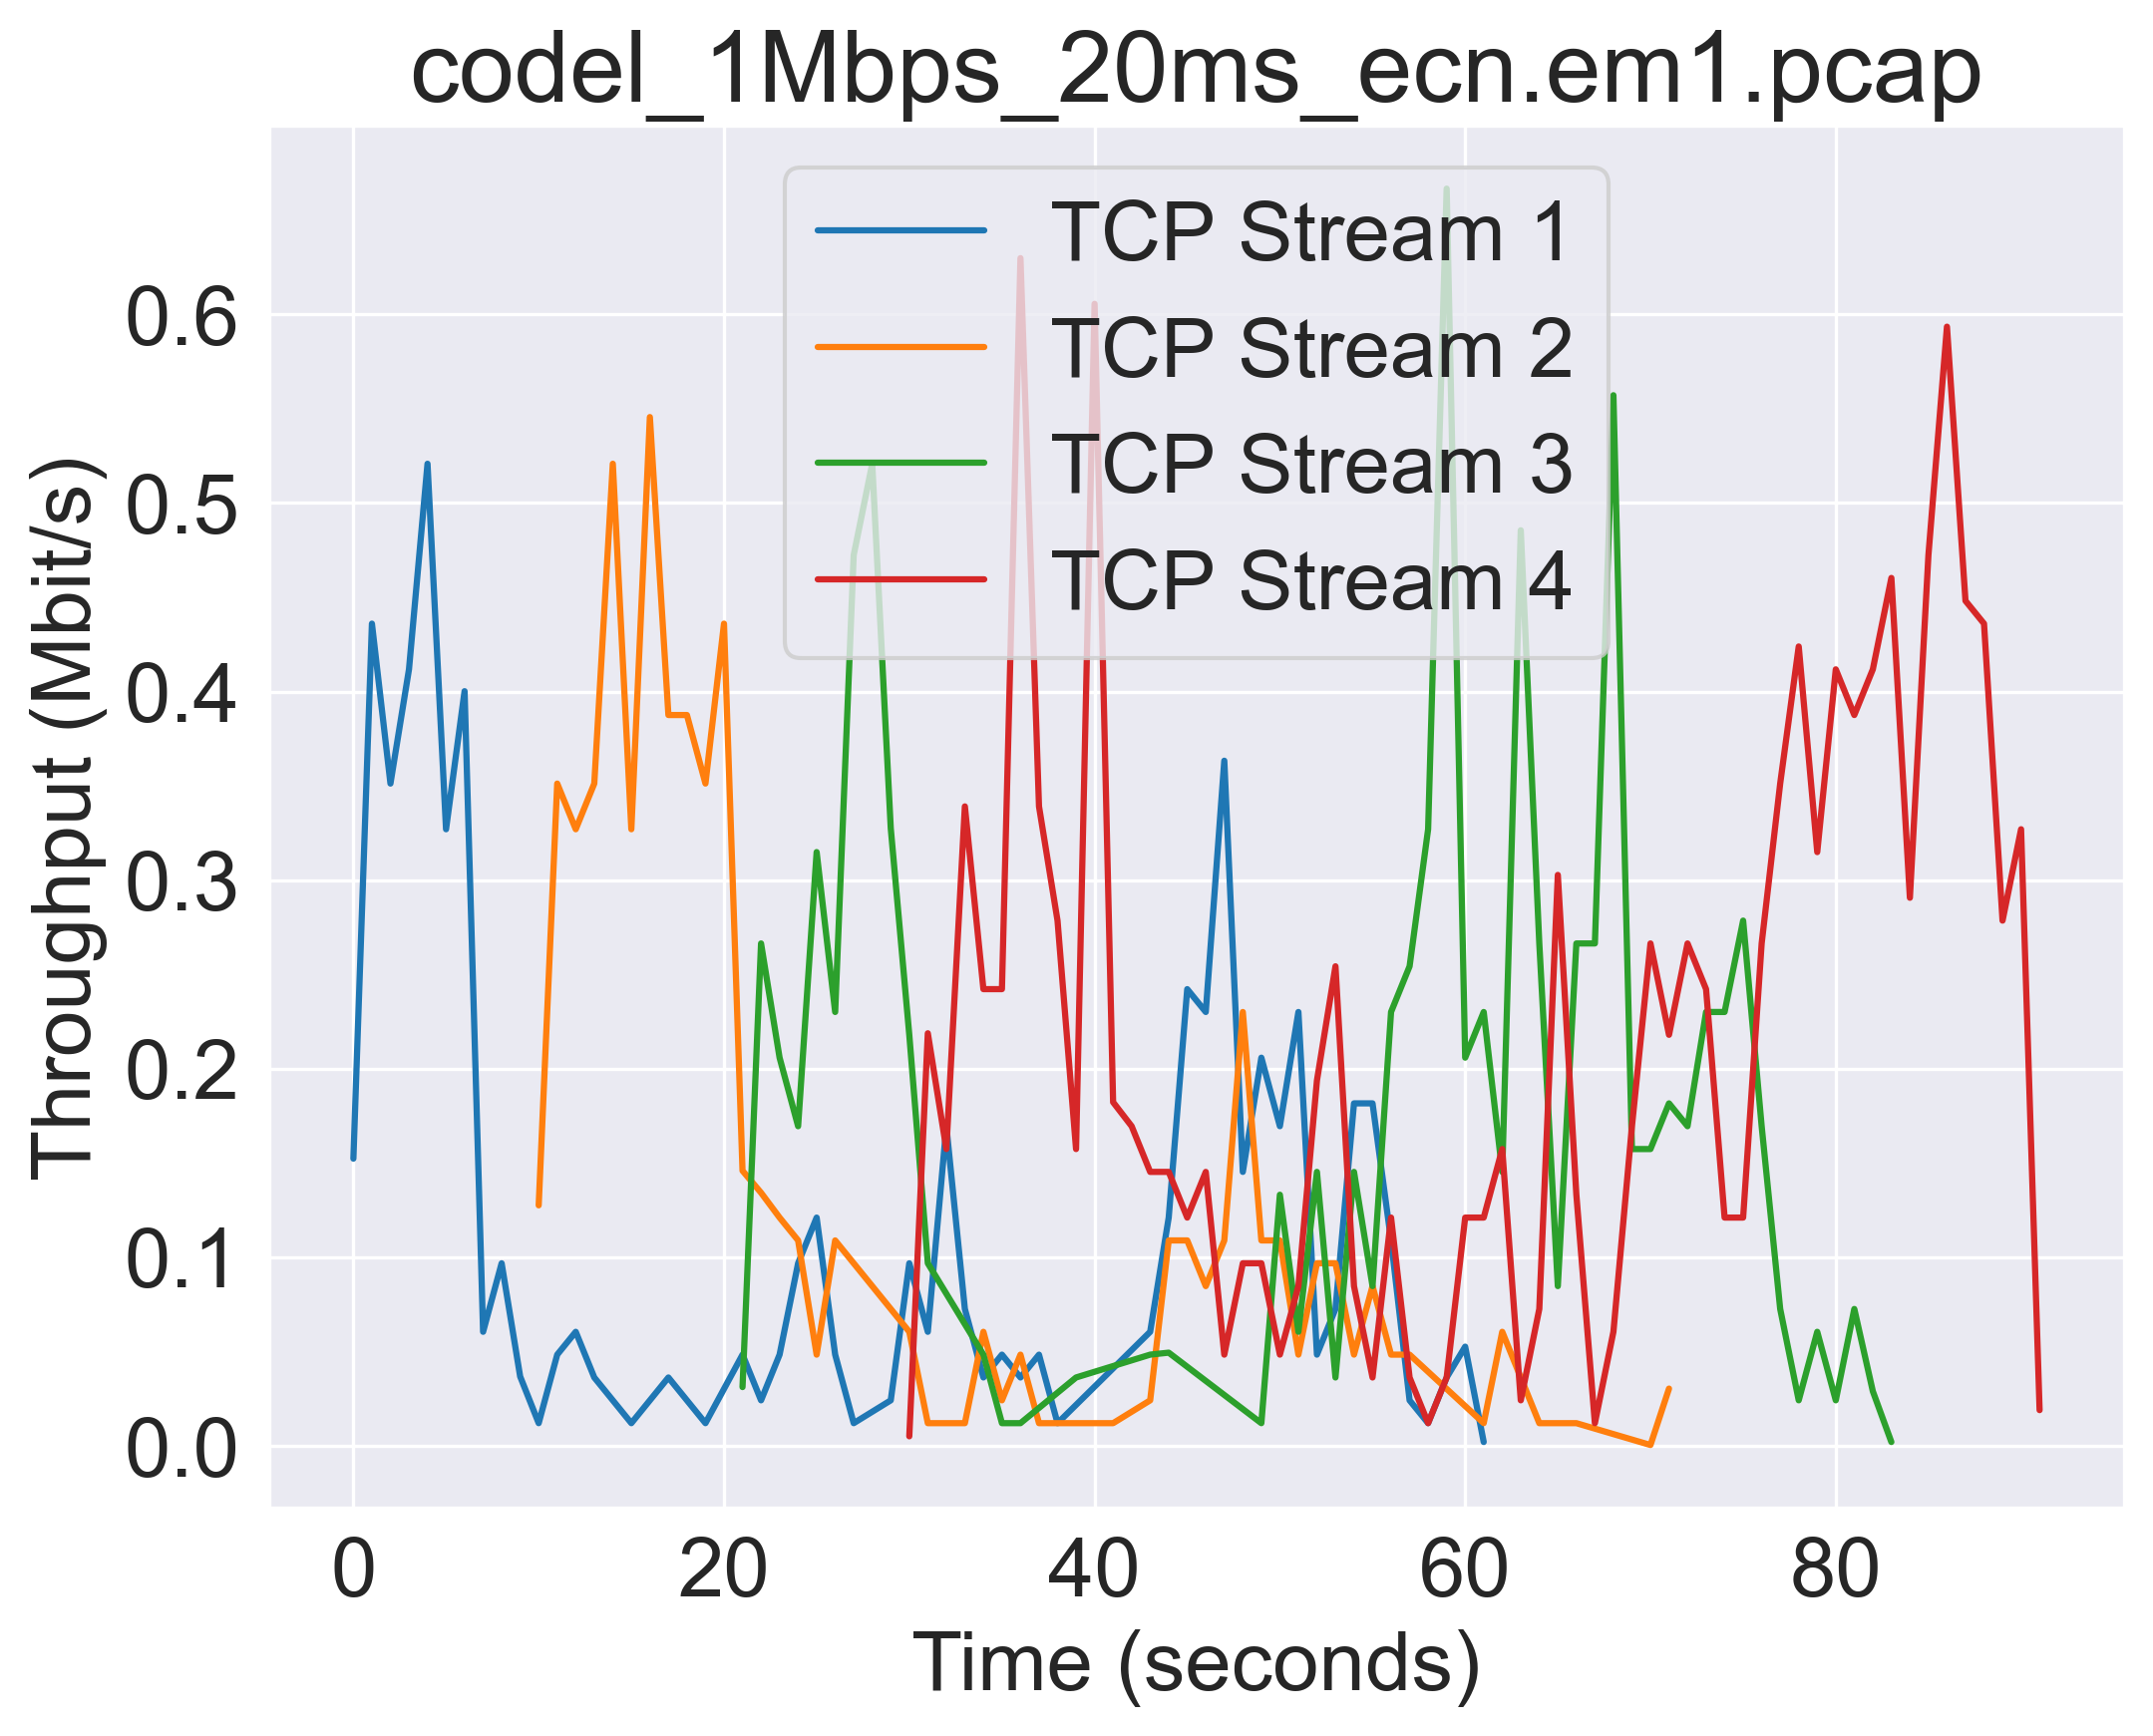 codel_1Mbps_20ms_ecn.em1.pcap
TCP Stream 1
TCP Stream 2
TCP Stream 3
TCP Stream 4
Throughput (Mbit/s)
0.6
0.5
0.4
0.3
0.2
0.1
0.0
0 20 40 60 80
Time (seconds)